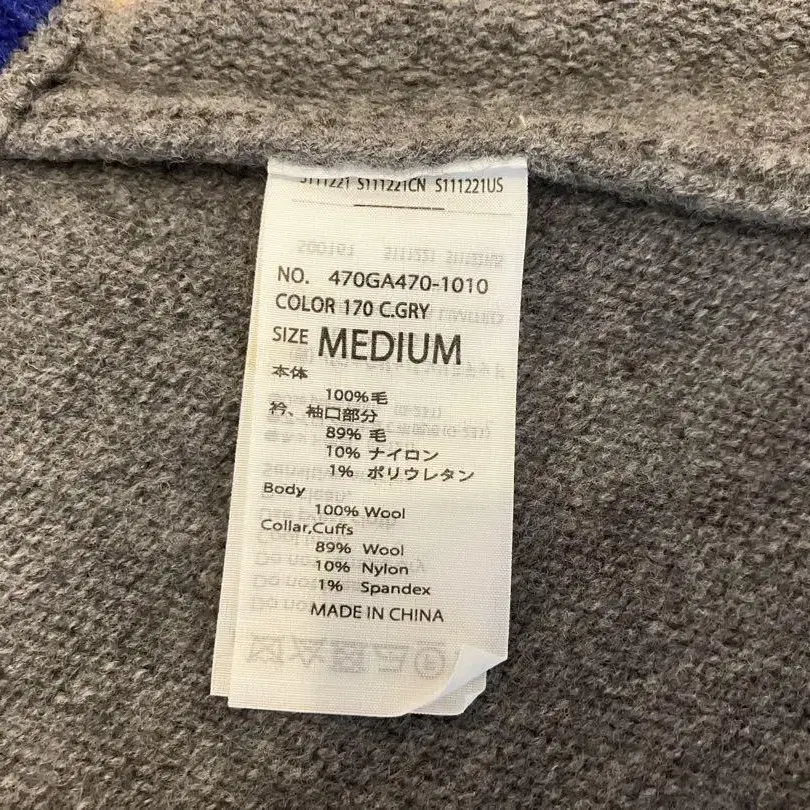 S111221 S111221CN S111221US
NO. 470GA470-1010
COLOR 170 C.GRY
SIZE MEDIUM
本体
100%毛
衿、袖口部分
89% 毛
10% ナイロン
1% ポリウレタン
Body
100% Wool
Collar,Cuffs
89% Wool
10% Nylon
1% Spandex
MADE IN CHINA